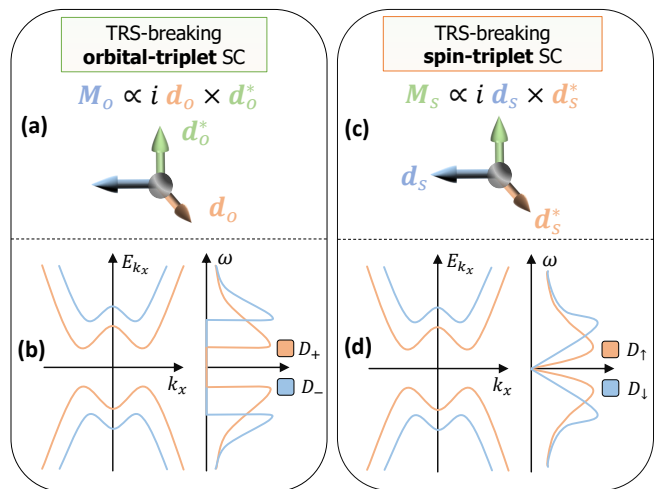 TRS-breaking
orbital-triplet SC
M_o ∝ i d_o × d_o^*
(a)
d_o^*
d_o
E_{k_x}
ω
(b)
D_+
k_x
D_−
TRS-breaking
spin-triplet SC
M_s ∝ i d_s × d_s^*
(c)
d_s
d_s^*
E_{k_x}
ω
(d)
D_↑
k_x
D_↓